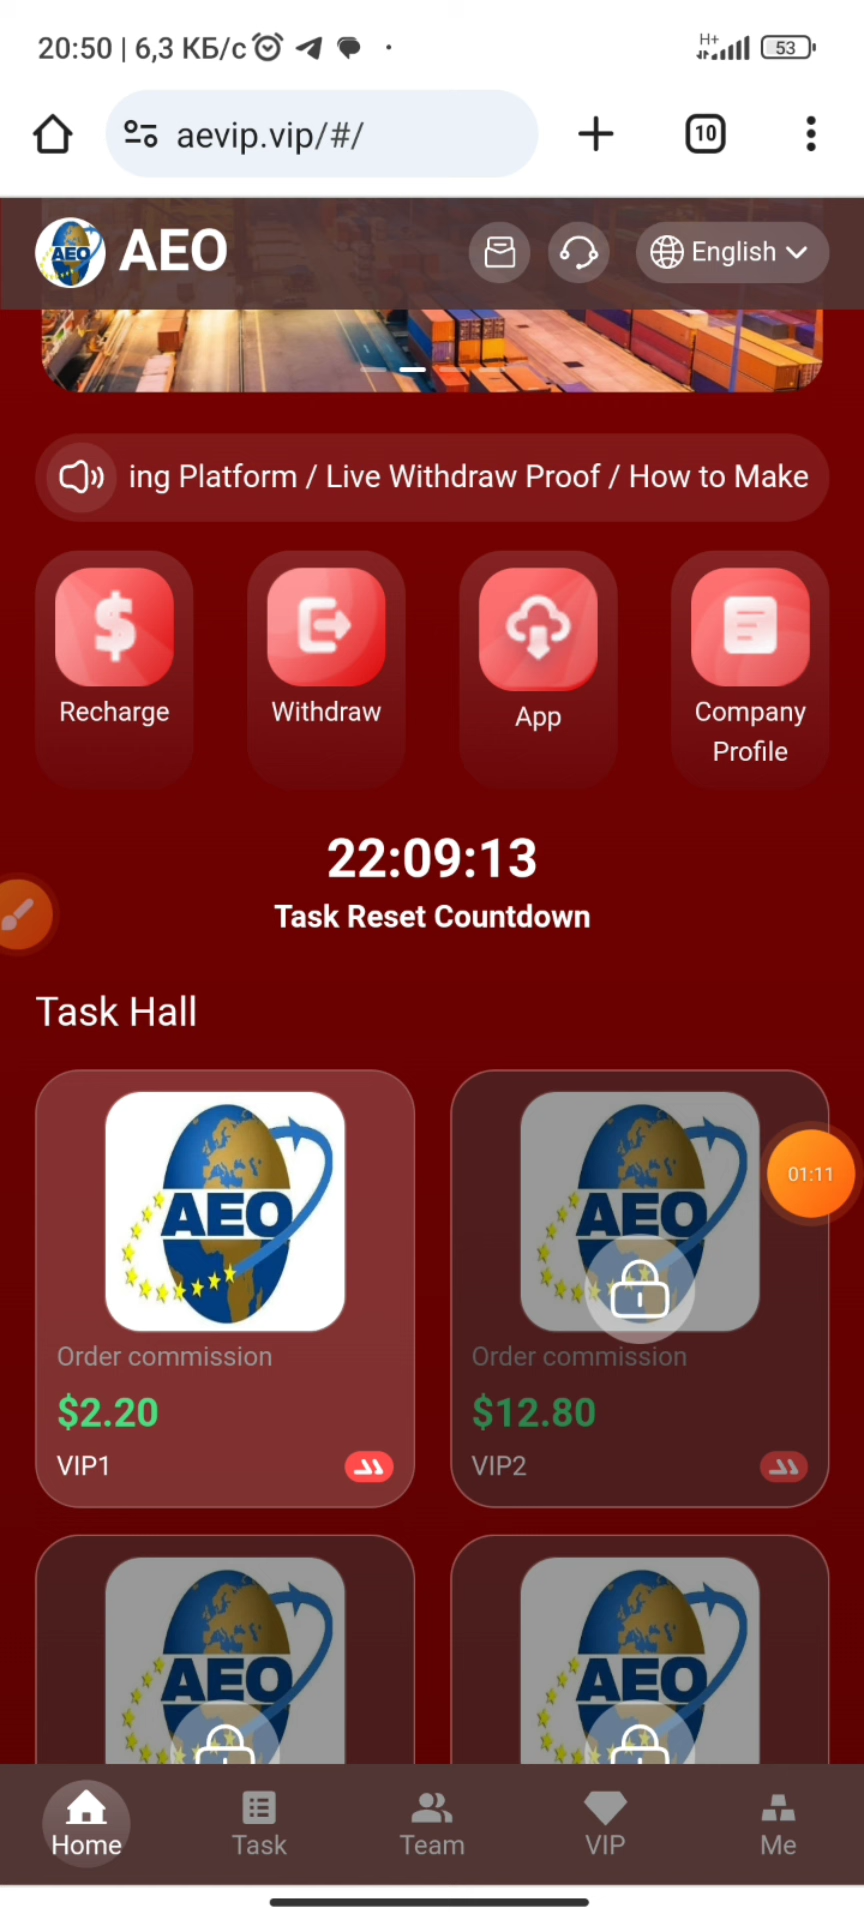 20:50 | 6,3 КБ/с
H+
53
aevip.vip/#/
10
AEO
AEO
English
ing Platform / Live Withdraw Proof / How to Make
Recharge
Withdraw
App
Company
Profile
22:09:13
Task Reset Countdown
Task Hall
AEO
AEO
01:11
Order commission
Order commission
$2.20
$12.80
VIP1
VIP2
AEO
AEO
Home
Task
Team
VIP
Me